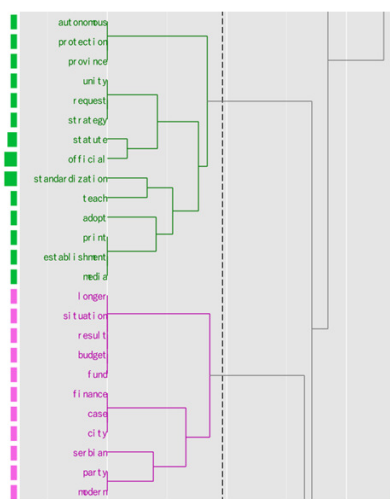 autonomous
protection
province
unity
request
strategy
statute
official
standardization
teach
adopt
print
establishment
media
longer
situation
result
budget
fund
finance
case
city
serbian
party
modern